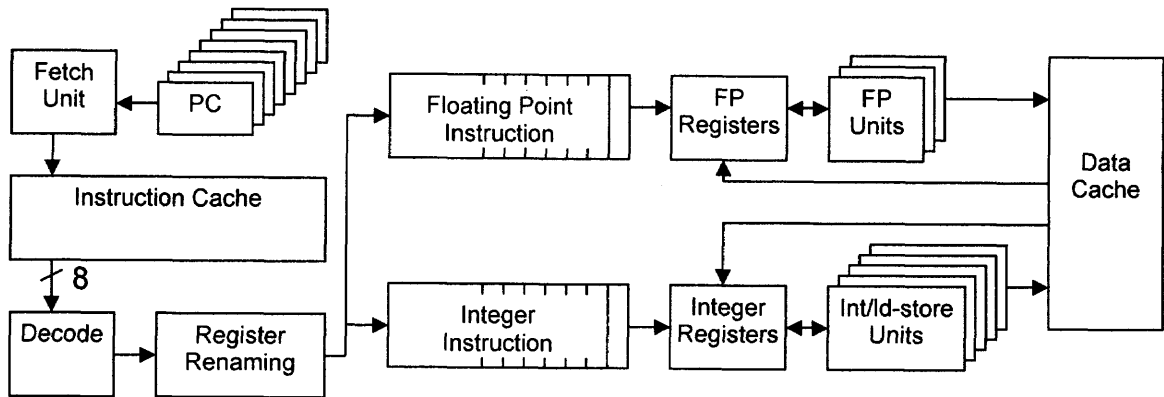 Fetch
Unit
PC
Instruction Cache
8
Decode
Register
Renaming
Floating Point
Instruction
Integer
Instruction
FP
Registers
FP
Units
Integer
Registers
Int/ld-store
Units
Data
Cache